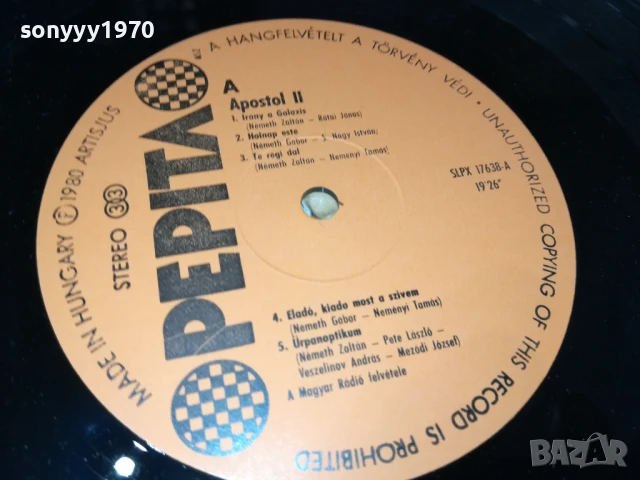 sonyyy1970
A HANGFELVÉTELT A TÖRVÉNY VÉDI • UNAUTHORIZED COPYING OF THIS RECORD IS PROHIBITED
MADE IN HUNGARY Ⓟ 1980 ARTISJUS
STEREO 33
PEPITA
A
Apostol II
1. Irány a Galaxis
(Németh Zoltán – Rátai János)
2. Holnap este
(Németh Gábor – S. Nagy István)
3. Te régi dal
(Németh Zoltán – Neményi Tamás)
SLPX 17638-A
19'26"
4. Eladó, kiadó most a szívem
(Németh Gábor – Neményi Tamás)
5. Űrpanoptikum
(Németh Zoltán – Pete László –
Veszelinov András – Meződi József)
A Magyar Rádió felvétele
BAZAR
bg